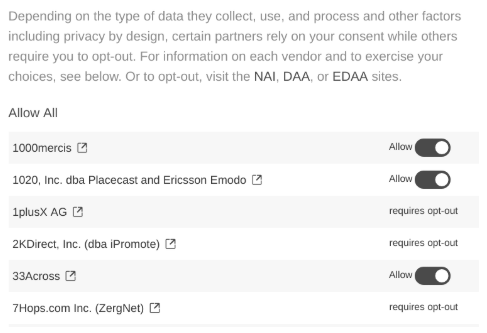 Depending on the type of data they collect, use, and process and other factors
including privacy by design, certain partners rely on your consent while others
require you to opt-out. For information on each vendor and to exercise your
choices, see below. Or to opt-out, visit the NAI, DAA, or EDAA sites.
Allow All
1000mercis Allow
1020, Inc. dba Placecast and Ericsson Emodo Allow
1plusX AG requires opt-out
2KDirect, Inc. (dba iPromote) requires opt-out
33Across Allow
7Hops.com Inc. (ZergNet) requires opt-out